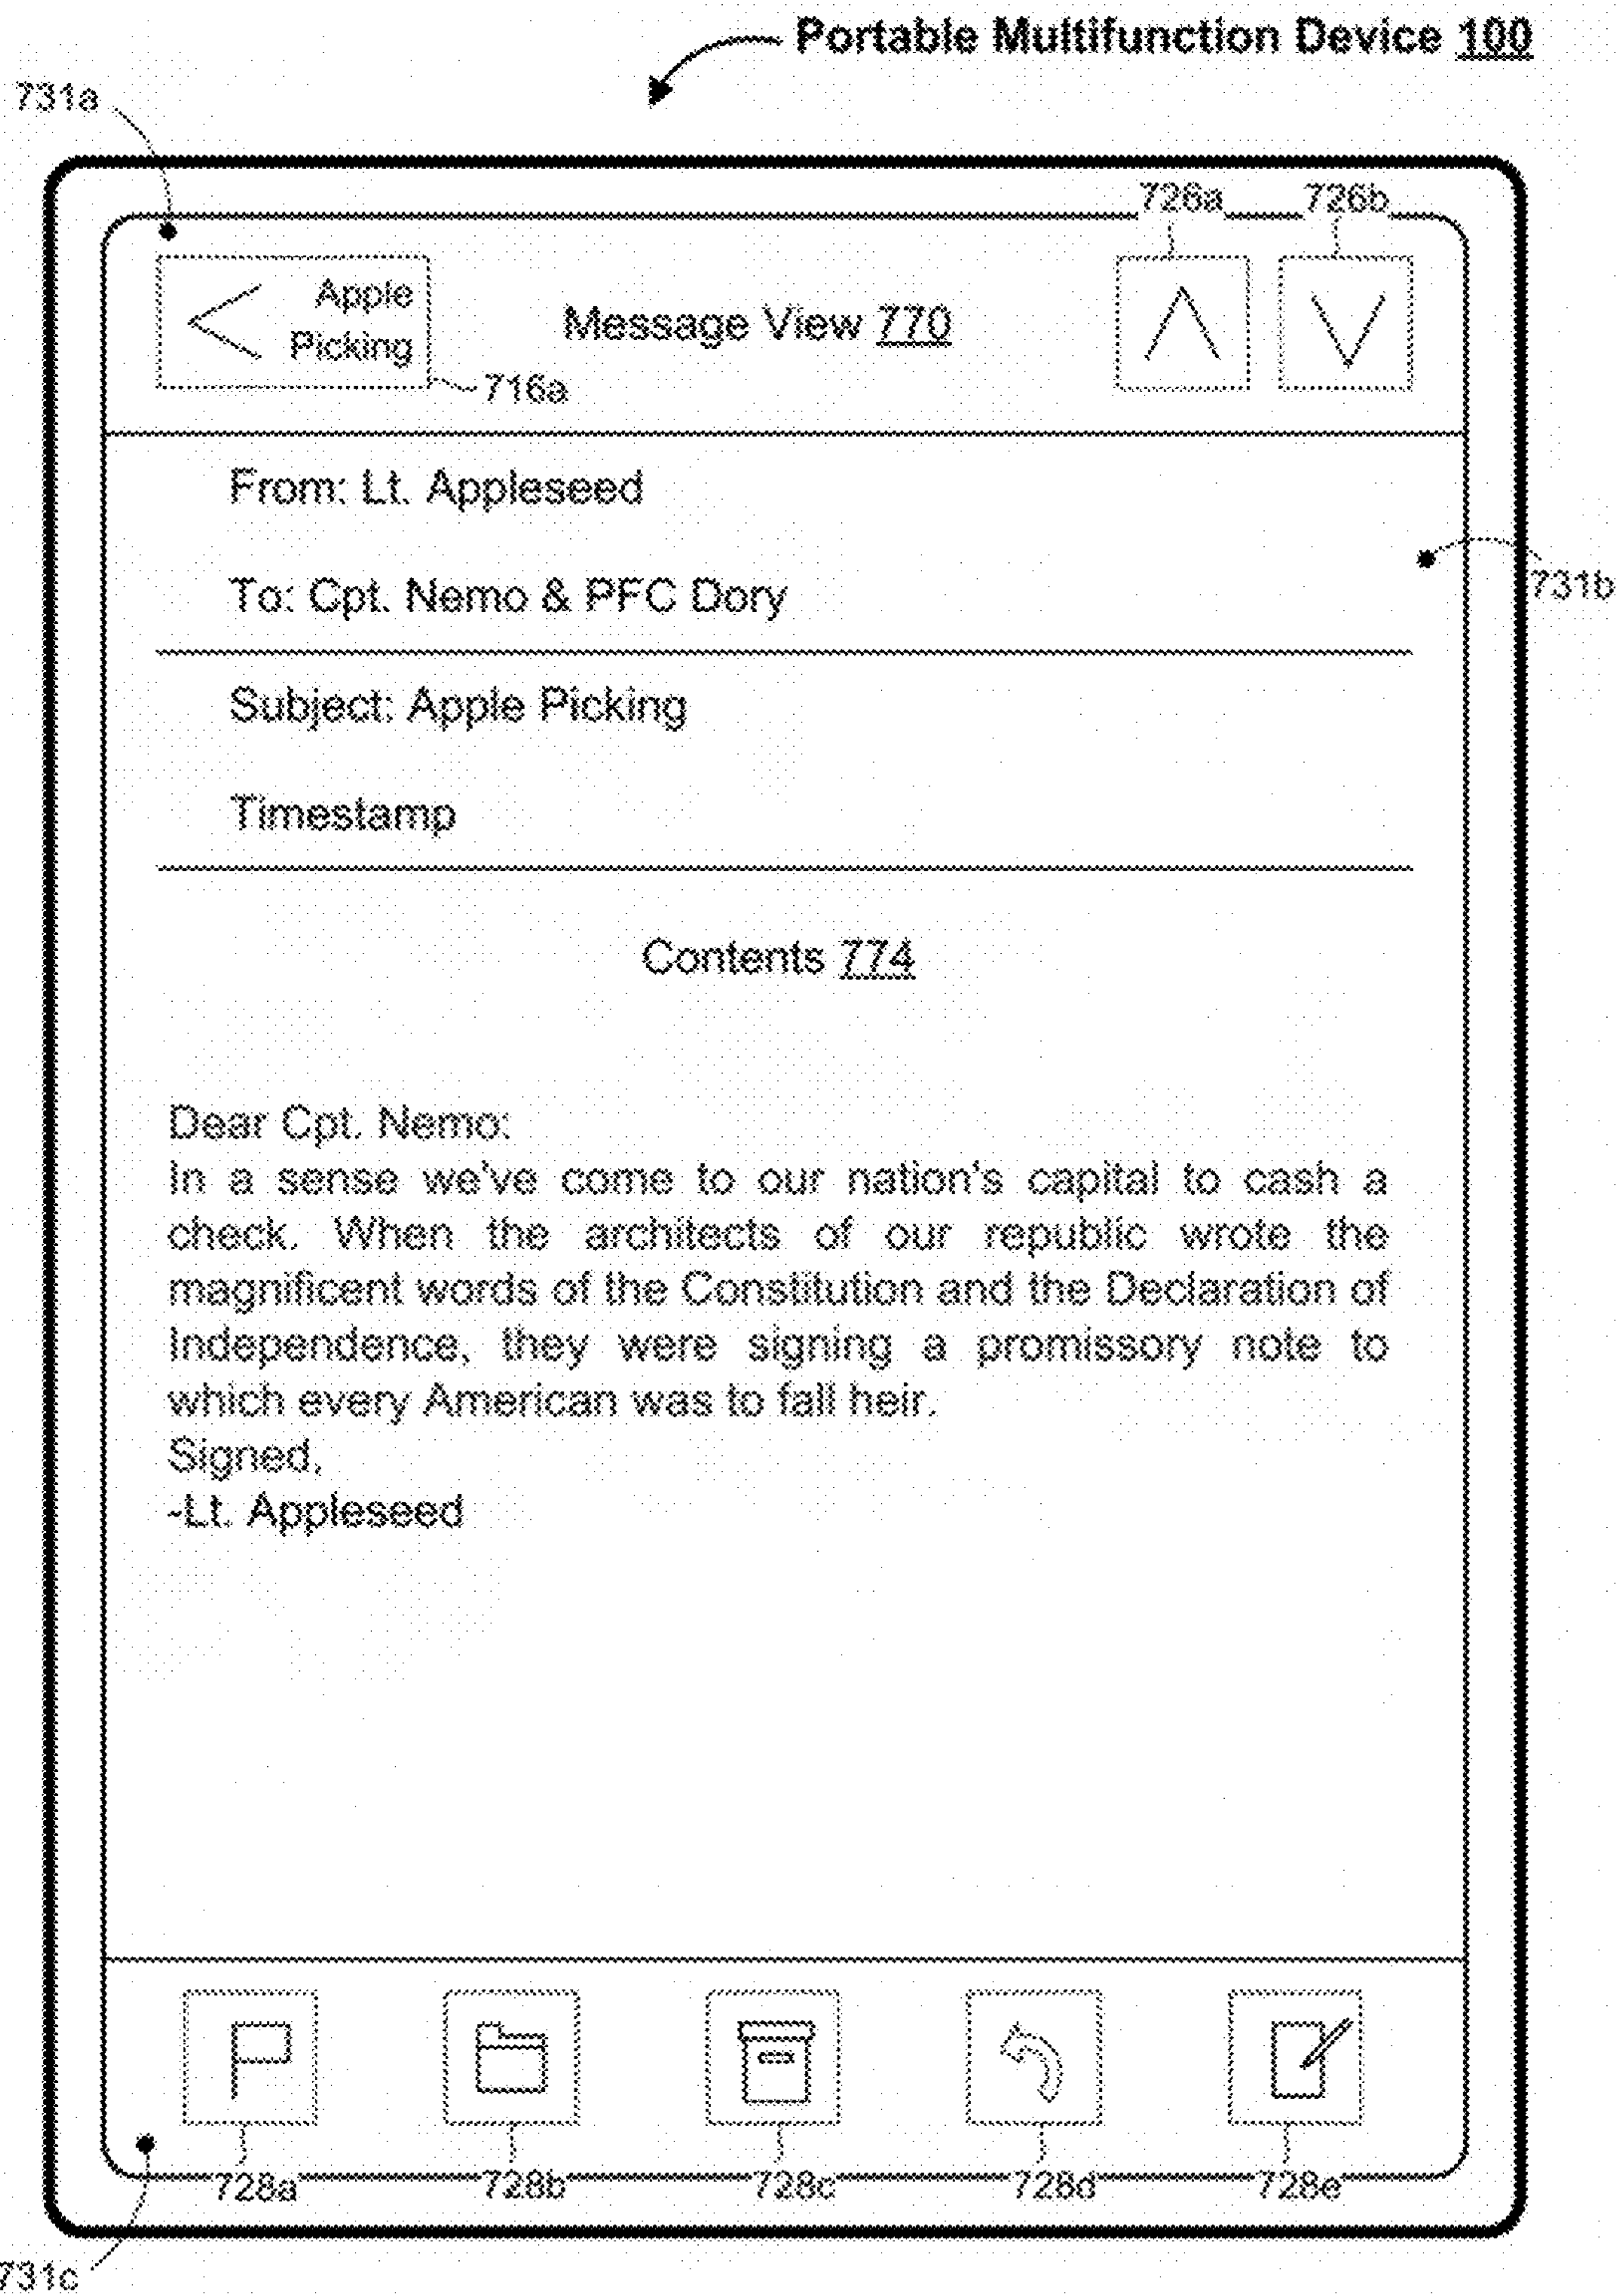 Portable Multifunction Device 100
731a
726a 726b
Apple
Picking
Message View 770
716a
From: Lt. Appleseed
731b
To: Cpt. Nemo & PFC Dory
Subject: Apple Picking
Timestamp
Contents 774
Dear Cpt. Nemo:
In a sense we've come to our nation's capital to cash a
check. When the architects of our republic wrote the
magnificent words of the Constitution and the Declaration of
Independence, they were signing a promissory note to
which every American was to fall heir.
Signed,
-Lt. Appleseed
728a 728b 728c 728d 728e
731c